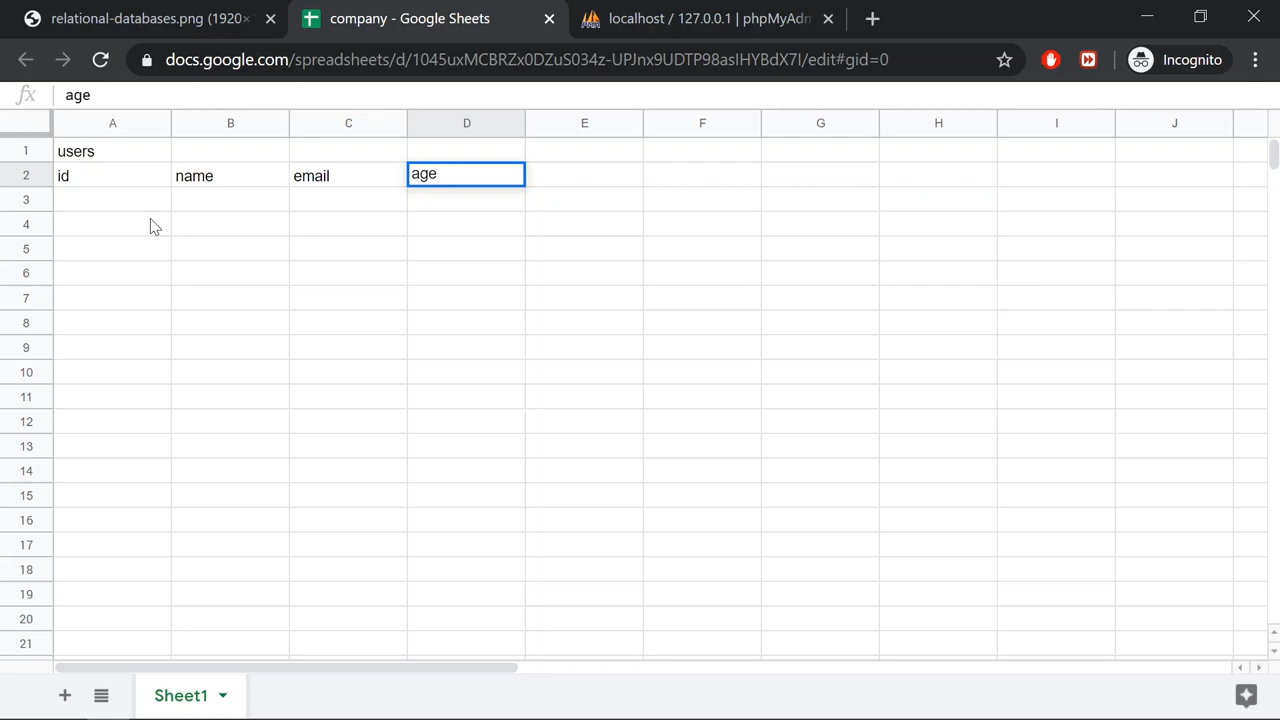 relational-databases.png (1920×
company - Google Sheets
localhost / 127.0.0.1 | phpMyAdm
docs.google.com/spreadsheets/d/1045uxMCBRZx0DZuS034z-UPJnx9UDTP98asIHYBdX7I/edit#gid=0
Incognito
fx age
A B C D E F G H I J
1 users
2 id name email age
3
4
5
6
7
8
9
10
11
12
13
14
15
16
17
18
19
20
21
Sheet1